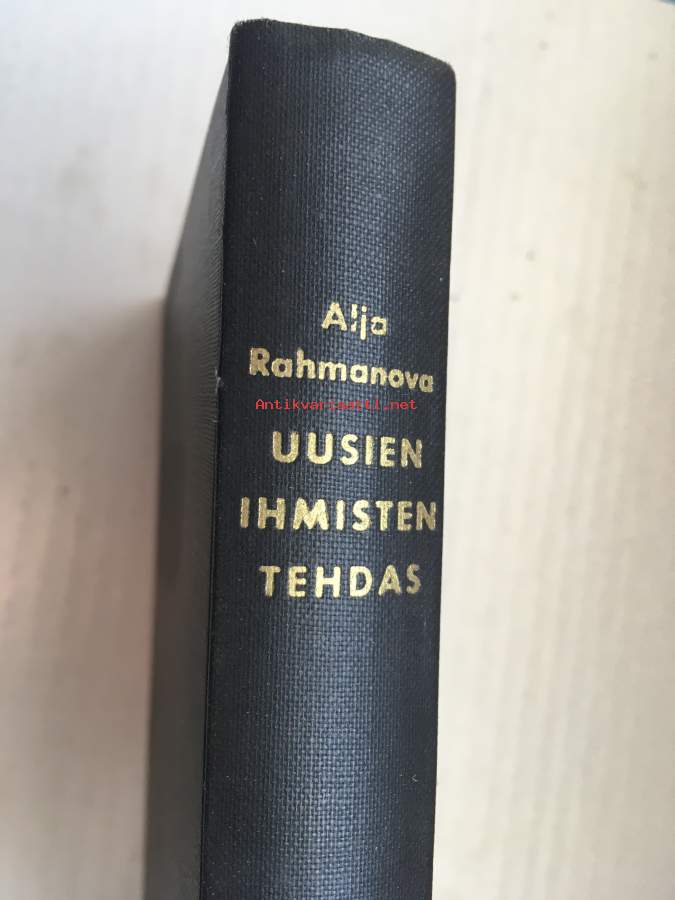 Alja
Rahmanova
Antikvariaatti.net
UUSIEN
IHMISTEN
TEHDAS